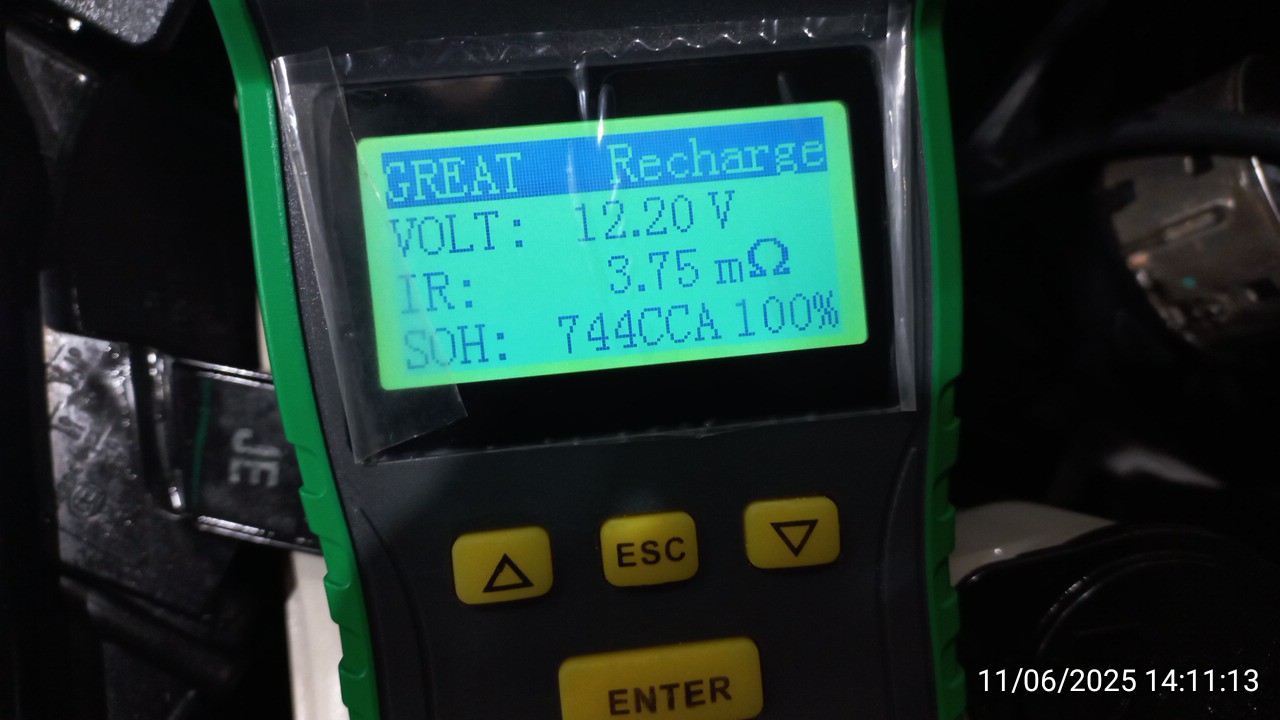 GREAT Recharge
VOLT: 12.20 V
IR: 3.75 mΩ
SOH: 744CCA 100%
JE
△
ESC
▽
ENTER
11/06/2025 14:11:13